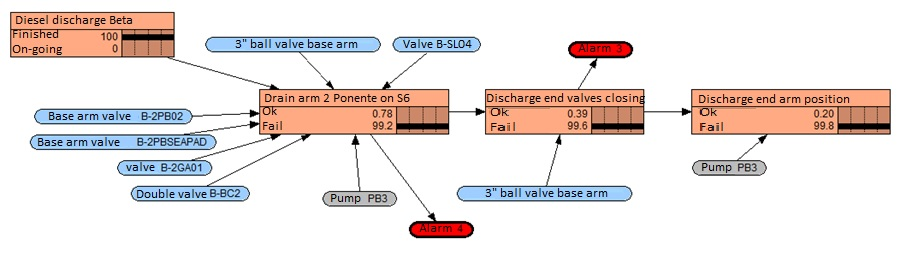 Diesel discharge Beta
Finished 100
On-going 0
3" ball valve base arm
Valve B-SL04
Alarm 3
Drain arm 2 Ponente on S6
Ok 0.78
Fail 99.2
Discharge end valves closing
Ok 0.39
Fail 99.6
Discharge end arm position
Ok 0.20
Fail 99.8
Base arm valve B-2PB02
Base arm valve B-2PBSEAPAD
valve B-2GA01
Double valve B-BC2
Pump PB3
3" ball valve base arm
Pump PB3
Alarm 4